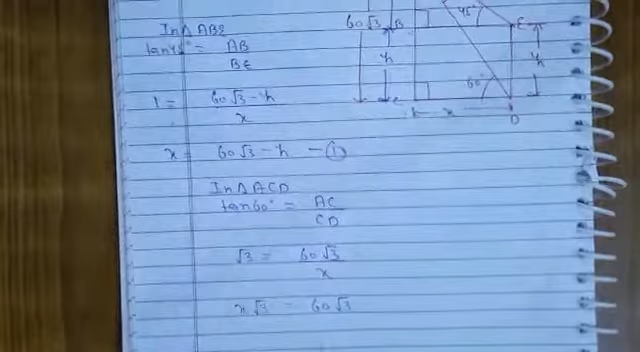 In △ ABE
tan45° = AB
BE
1 = 60√3 - h
x
x = 60√3 - h - ①
In △ ACD
tan60° = AC
CD
√3 = 60√3
x
x√3 = 60√3
60√3 B 45° E
h h
C 60°
x D